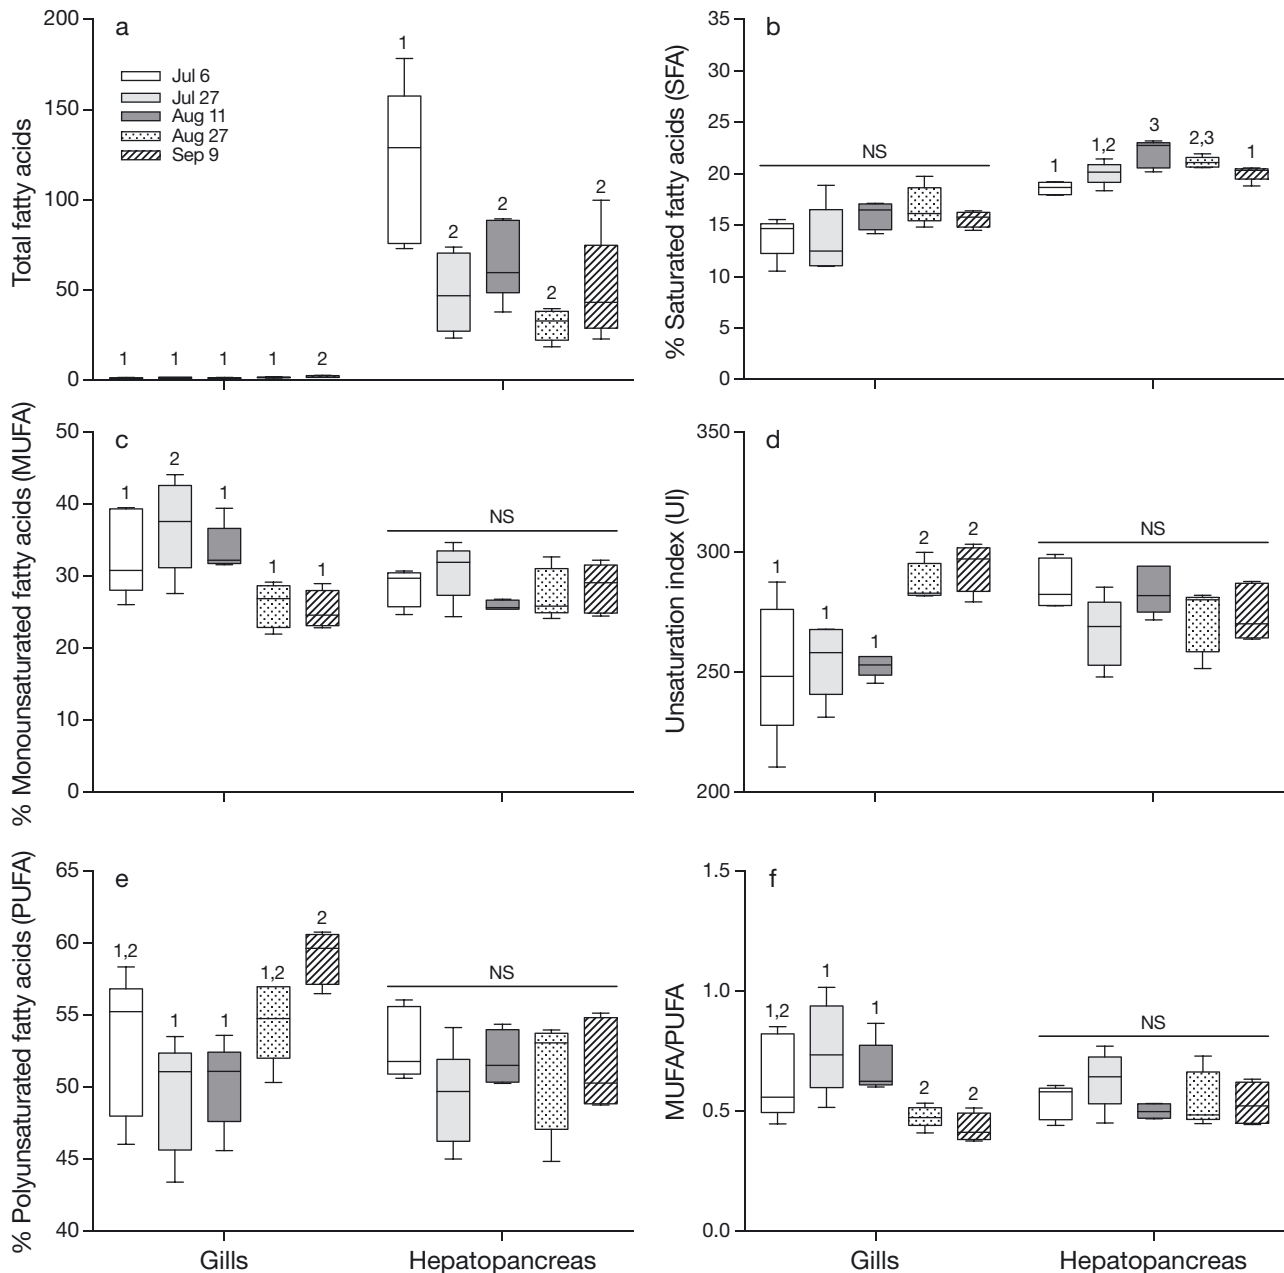 a
Total fatty acids
200
150
100
50
0
Jul 6
Jul 27
Aug 11
Aug 27
Sep 9
1 1 1 1 2
1 2 2 2 2
b
% Saturated fatty acids (SFA)
35
30
25
20
15
10
5
0
NS
1 1,2 3 2,3 1
c
% Monounsaturated fatty acids (MUFA)
50
40
30
20
10
0
1 2 1 1 1
NS
d
Unsaturation index (UI)
350
300
250
200
1 1 1 2 2
NS
e
% Polyunsaturated fatty acids (PUFA)
65
60
55
50
45
40
1,2 1 1 1,2 2
NS
Gills Hepatopancreas
f
MUFA/PUFA
1.5
1.0
0.5
0.0
1,2 1 1 2 2
NS
Gills Hepatopancreas